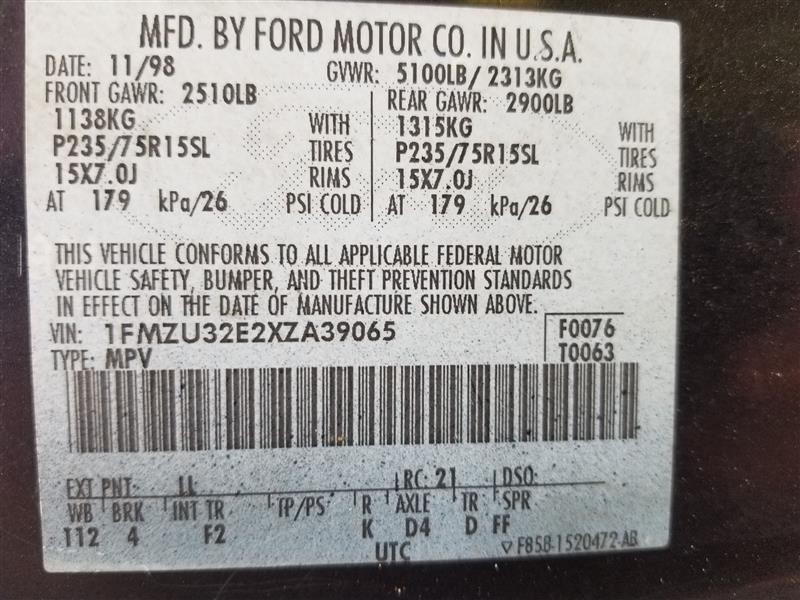 MFD. BY FORD MOTOR CO. IN U.S.A.
DATE: 11/98 GVWR: 5100LB/ 2313KG
FRONT GAWR: 2510LB REAR GAWR: 2900LB
1138KG WITH 1315KG WITH
P235/75R15SL TIRES P235/75R15SL TIRES
15X7.0J RIMS 15X7.0J RIMS
AT 179 kPa/26 PSI COLD AT 179 kPa/26 PSI COLD
THIS VEHICLE CONFORMS TO ALL APPLICABLE FEDERAL MOTOR
VEHICLE SAFETY, BUMPER, AND THEFT PREVENTION STANDARDS
IN EFFECT ON THE DATE OF MANUFACTURE SHOWN ABOVE.
VIN: 1FMZU32E2XZA39065 F0076
TYPE: MPV T0063
EXT PNT: LL RC: 21 DSO:
WB BRK INT TR TP/PS R AXLE TR SPR
112 4 F2 K D4 D FF
UTC ▽ F85B-1520472-AB